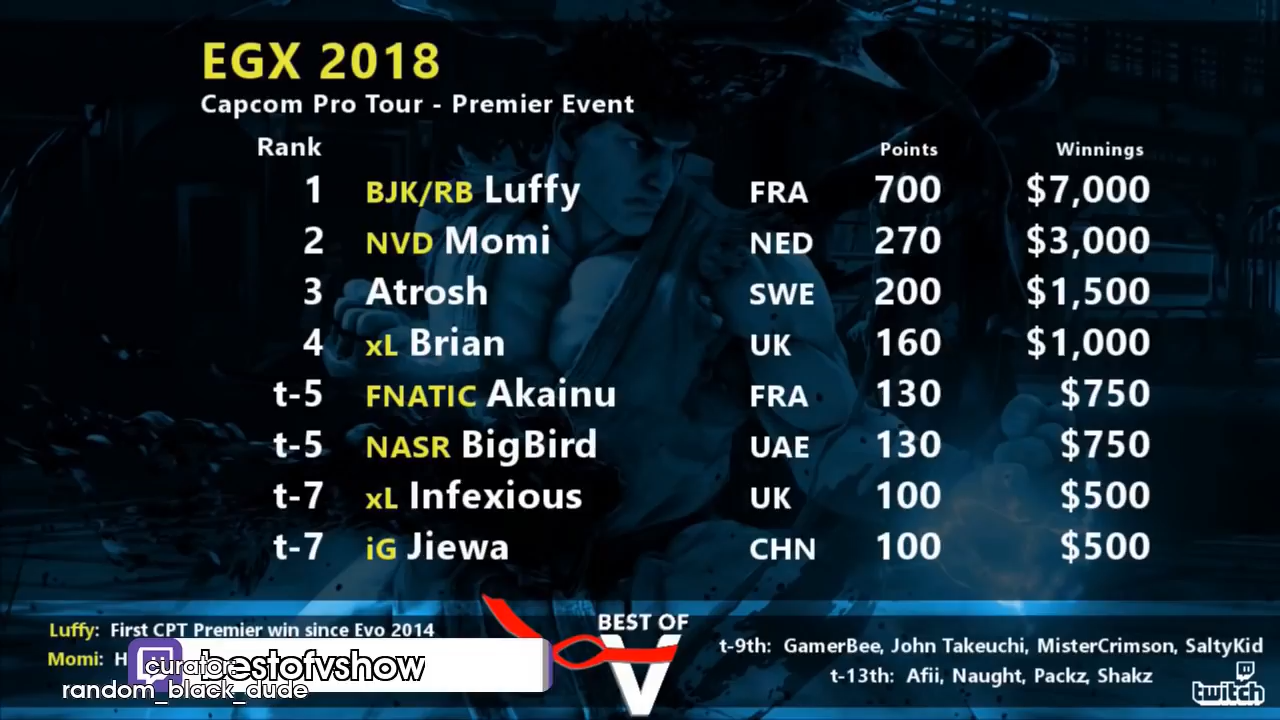 EGX 2018
Capcom Pro Tour - Premier Event
Rank Points Winnings
1 BJK/RB Luffy FRA 700 $7,000
2 NVD Momi NED 270 $3,000
3 Atrosh SWE 200 $1,500
4 xL Brian UK 160 $1,000
t-5 FNATIC Akainu FRA 130 $750
t-5 NASR BigBird UAE 130 $750
t-7 xL Infexious UK 100 $500
t-7 iG Jiewa CHN 100 $500
Luffy: First CPT Premier win since Evo 2014
Momi:
curator
bestofvshow
random_black_dude
BEST OF
V
t-9th: GamerBee, John Takeuchi, MisterCrimson, SaltyKid
t-13th: Afii, Naught, Packz, Shakz
twitch